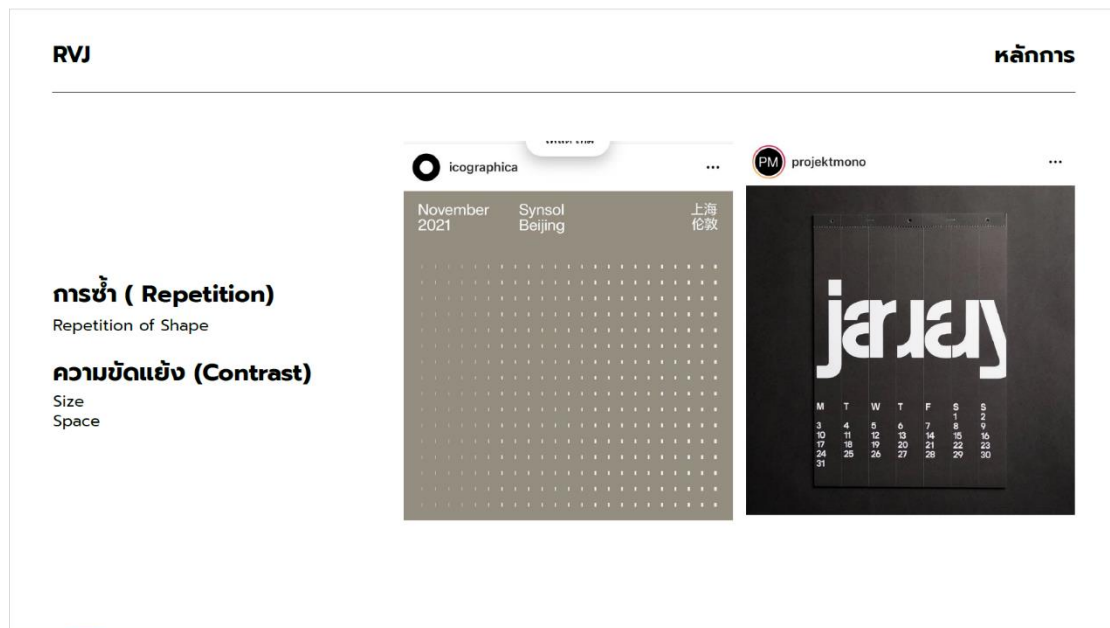 RVJ
หลักการ
การซ้ำ ( Repetition)
Repetition of Shape
ความขัดแย้ง (Contrast)
Size
Space
icographica
November
2021
Synsol
Beijing
上海
伦敦
PM projektmono
january
M T W T F S S
1 2
3 4 5 6 7 8 9
10 11 12 13 14 15 16
17 18 19 20 21 22 23
24 25 26 27 28 29 30
31